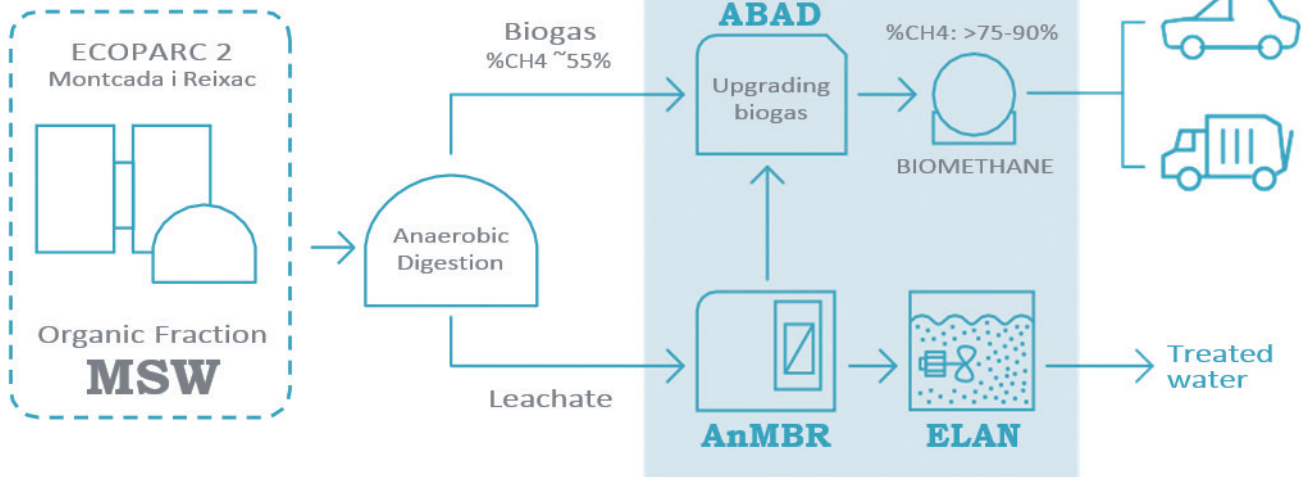 ECOPARC 2
Montcada i Reixac
Organic Fraction
MSW
Anaerobic
Digestion
Biogas
%CH4 ~55%
Leachate
ABAD
Upgrading
biogas
%CH4: >75-90%
BIOMETHANE
AnMBR
ELAN
Treated
water